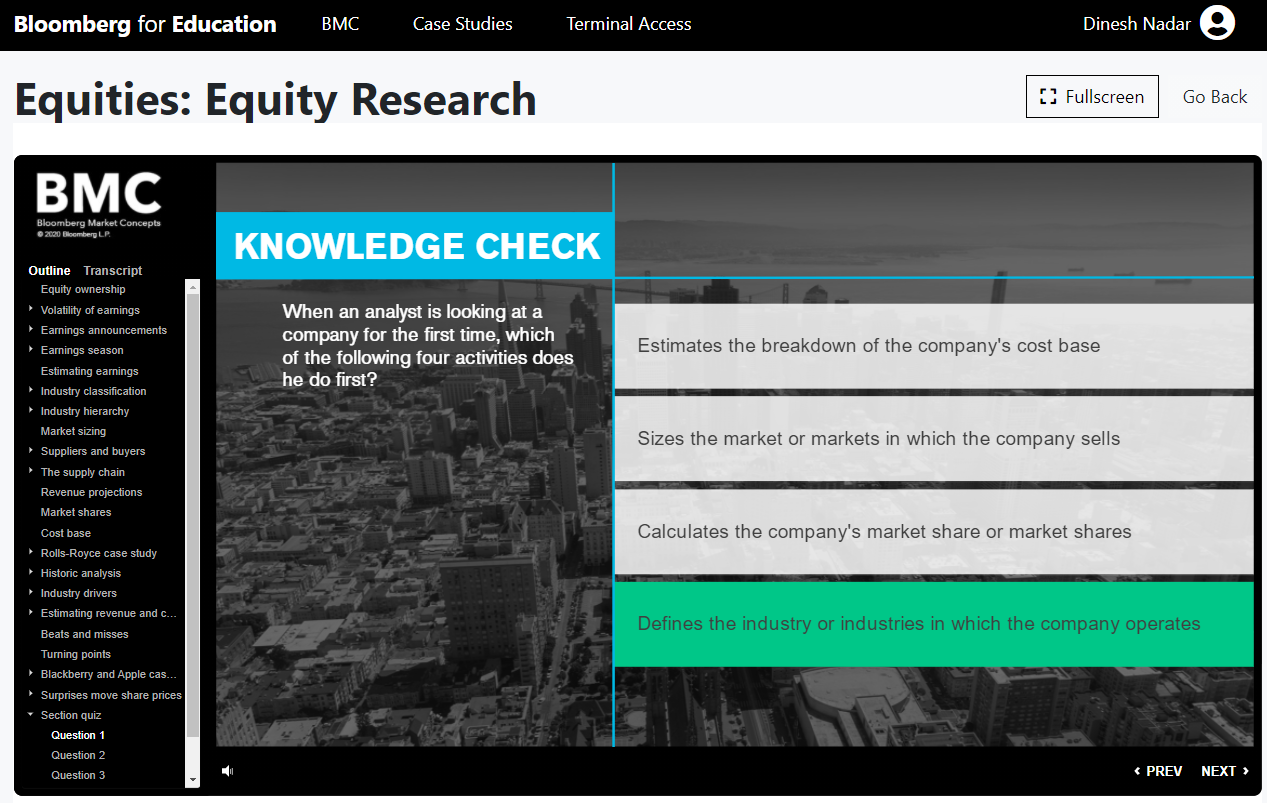 Bloomberg for Education
BMC
Case Studies
Terminal Access
Dinesh Nadar
Equities: Equity Research
Fullscreen
Go Back
BMC
Bloomberg Market Concepts
© 2020 Bloomberg L.P.
Outline
Transcript
Equity ownership
Volatility of earnings
Earnings announcements
Earnings season
Estimating earnings
Industry classification
Industry hierarchy
Market sizing
Suppliers and buyers
The supply chain
Revenue projections
Market shares
Cost base
Rolls-Royce case study
Historic analysis
Industry drivers
Estimating revenue and c...
Beats and misses
Turning points
Blackberry and Apple cas...
Surprises move share prices
Section quiz
Question 1
Question 2
Question 3
KNOWLEDGE CHECK
When an analyst is looking at a
company for the first time, which
of the following four activities does
he do first?
Estimates the breakdown of the company's cost base
Sizes the market or markets in which the company sells
Calculates the company's market share or market shares
Defines the industry or industries in which the company operates
PREV
NEXT